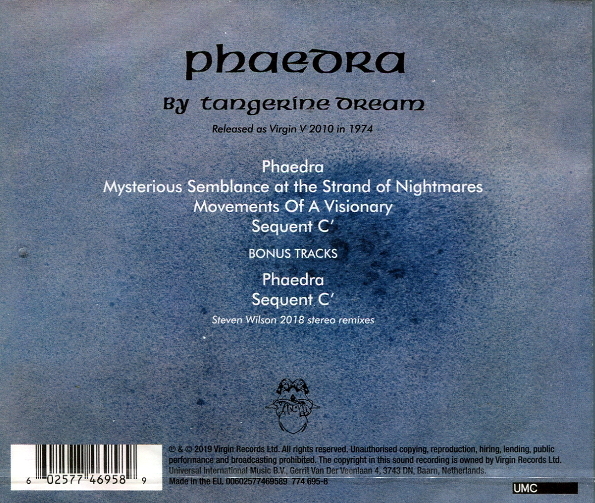 phaedra
By tangerine dream
Released as Virgin V 2010 in 1974
Phaedra
Mysterious Semblance at the Strand of Nightmares
Movements Of A Visionary
Sequent C’
BONUS TRACKS
Phaedra
Sequent C’
Steven Wilson 2018 stereo remixes
Virgin
℗ & © 2019 Virgin Records Ltd. All rights reserved. Unauthorised copying, reproduction, hiring, lending, public
performance and broadcasting prohibited. The copyright in this sound recording is owned by Virgin Records Ltd.
Universal International Music B.V., Gerrit Van Der Veenlaan 4, 3743 DN, Baarn, Netherlands.
Made in the EU. 00602577469589 774 695-8
6 02577 46958 9
UMC